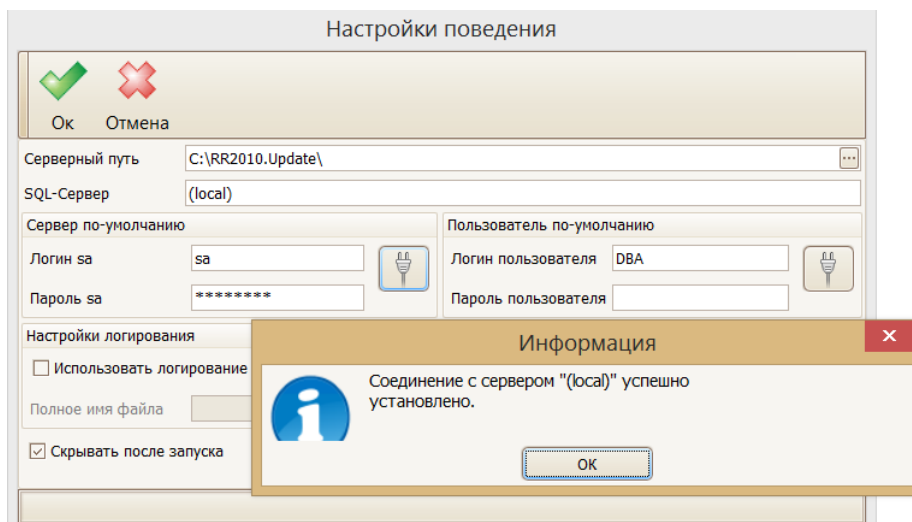 Настройки поведения
Ок Отмена
Серверный путь C:\RR2010.Update\ ...
SQL-Сервер (local)
Сервер по-умолчанию Пользователь по-умолчанию
Логин sa sa Логин пользователя DBA
Пароль sa ******** Пароль пользователя
Настройки логирования
Информация
Использовать логирование
Соединение с сервером "(local)" успешно
установлено.
Полное имя файла
Скрывать после запуска
ОК